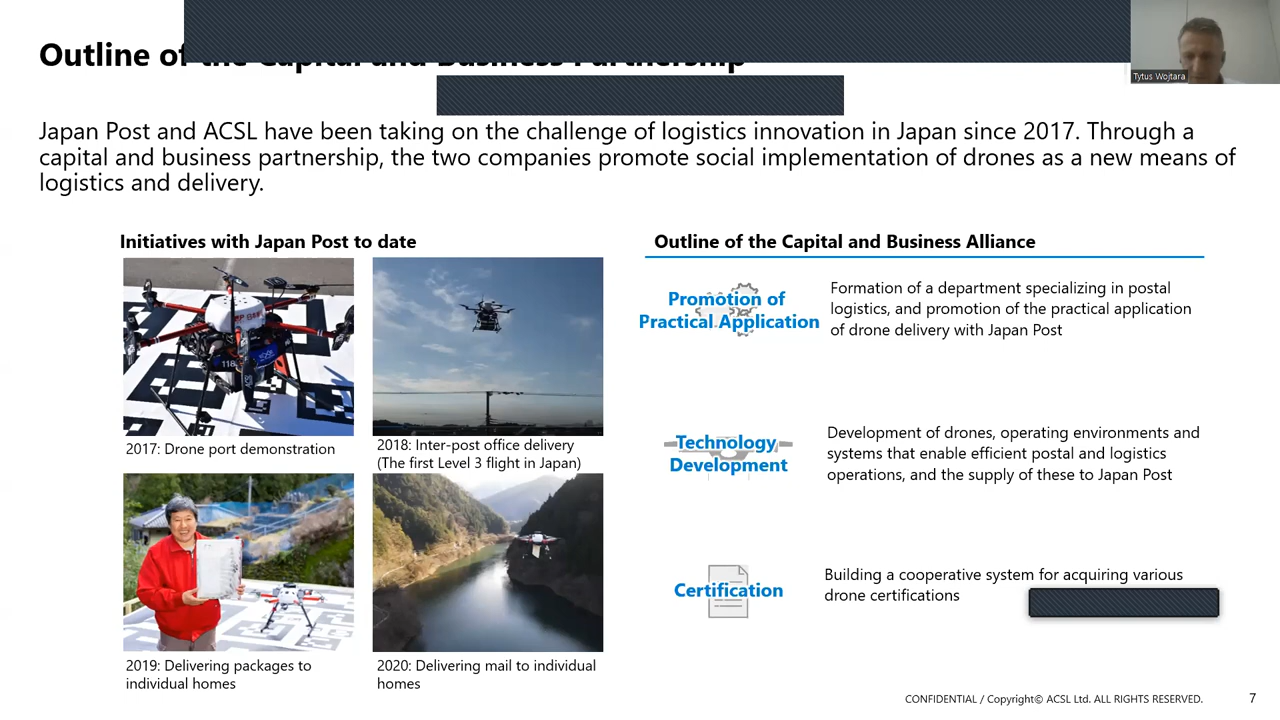 Outline of the Capital and Business Partnership
Tytus Wojtara
Japan Post and ACSL have been taking on the challenge of logistics innovation in Japan since 2017. Through a
capital and business partnership, the two companies promote social implementation of drones as a new means of
logistics and delivery.
Initiatives with Japan Post to date
2017: Drone port demonstration
2018: Inter-post office delivery
(The first Level 3 flight in Japan)
2019: Delivering packages to
individual homes
2020: Delivering mail to individual
homes
Outline of the Capital and Business Alliance
Promotion of
Practical Application
Formation of a department specializing in postal
logistics, and promotion of the practical application
of drone delivery with Japan Post
Technology
Development
Development of drones, operating environments and
systems that enable efficient postal and logistics
operations, and the supply of these to Japan Post
Certification
Building a cooperative system for acquiring various
drone certifications
CONFIDENTIAL / Copyright© ACSL Ltd. ALL RIGHTS RESERVED.
7